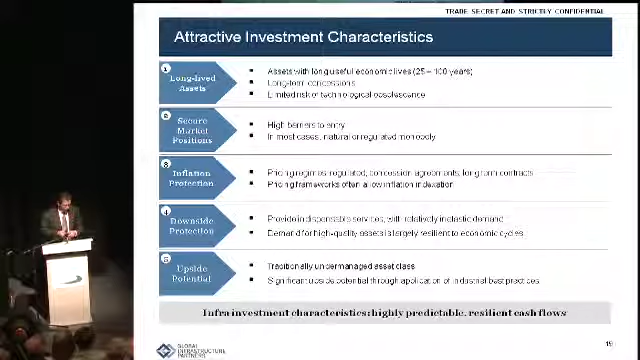 TRADE SECRET AND STRICTLY CONFIDENTIAL
Attractive Investment Characteristics
1
Long-lived
Assets
Assets with long useful economic lives (25 – 100 years)
Long-term concessions
Limited risk of technological obsolescence
2
Secure
Market
Positions
High barriers to entry
In most cases, natural or regulated monopoly
3
Inflation
Protection
Pricing regimes: regulated, concession agreements, long term contracts
Pricing frameworks often allow inflation indexation
4
Downside
Protection
Provide indispensable services, with relatively inelastic demand
Demand for high-quality assets is largely resilient to economic cycles
5
Upside
Potential
Traditionally undermanaged asset class
Significant upside potential through application of industrial best practices
Infra investment characteristics: highly predictable, resilient cash flows
GLOBAL
INFRASTRUCTURE
PARTNERS
19